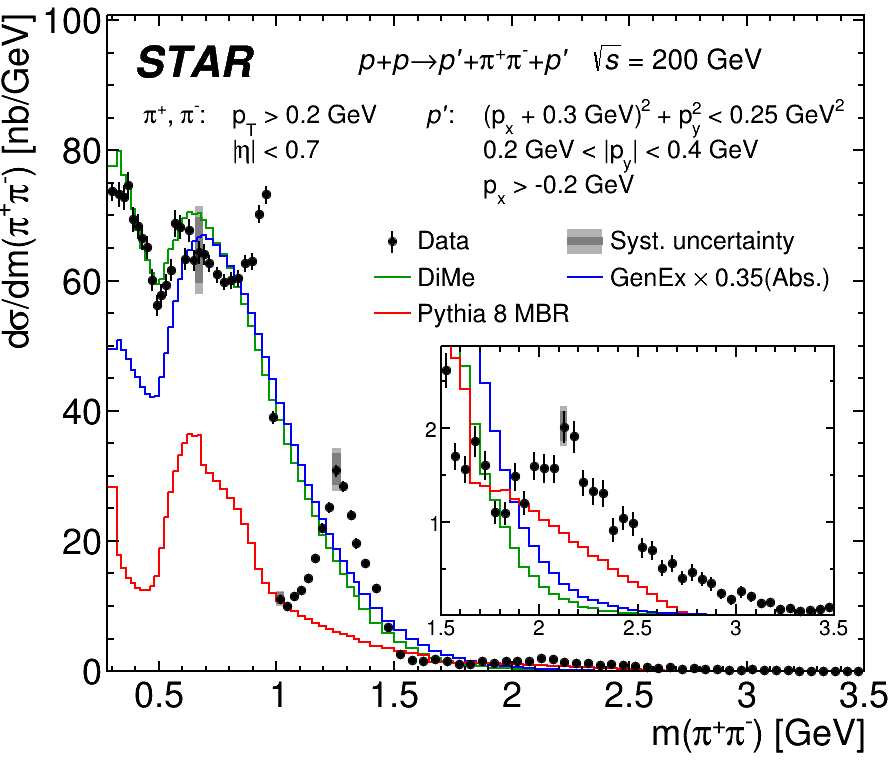 dσ/dm(π⁺π⁻) [nb/GeV]
100
80
60
40
20
0
STAR
p+p→p′+π⁺π⁻+p′ √s = 200 GeV
π⁺, π⁻: p_T > 0.2 GeV
|η| < 0.7
p′: (p_x + 0.3 GeV)² + p_y² < 0.25 GeV²
0.2 GeV < |p_y| < 0.4 GeV
p_x > -0.2 GeV
Data
Syst. uncertainty
DiMe
GenEx × 0.35(Abs.)
Pythia 8 MBR
2
1
1.5 2 2.5 3 3.5
0.5 1 1.5 2 2.5 3 3.5
m(π⁺π⁻) [GeV]